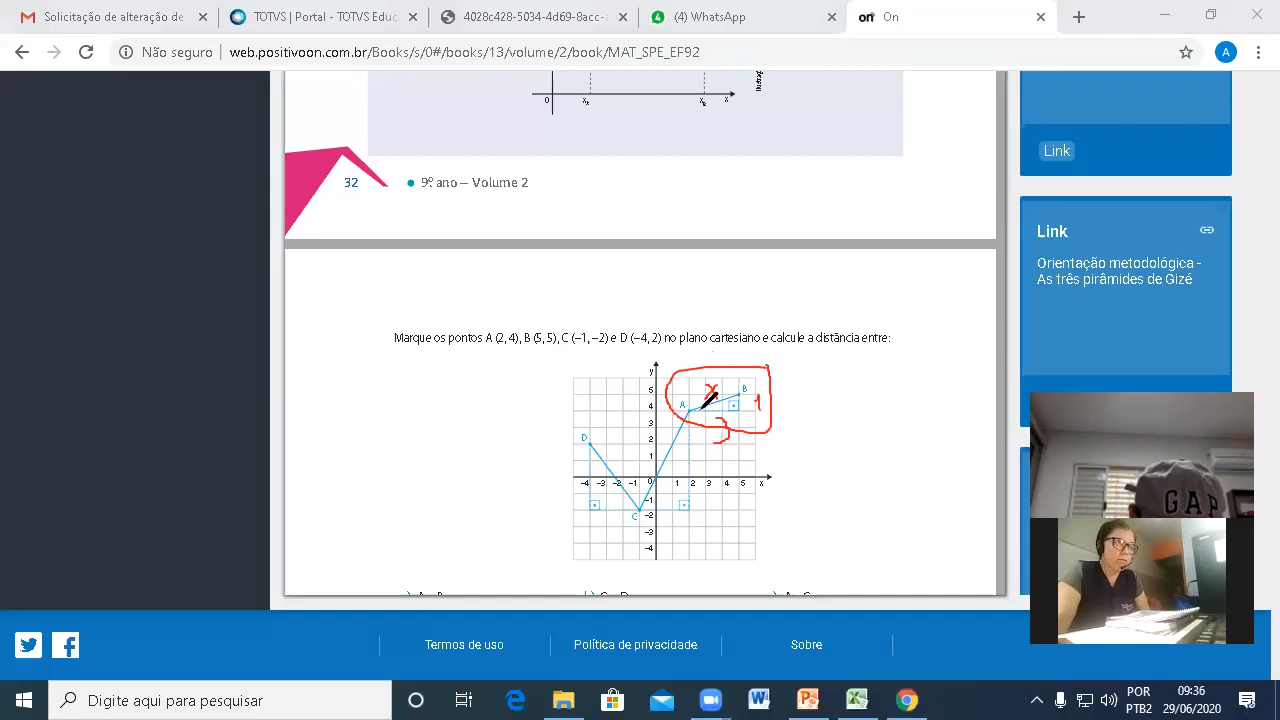 Solicitação de alteração de
TOTVS | Portal - TOTVS Educ
4028c428-5034-4d69-8acc-
(4) WhatsApp
On
Não seguro
web.positivoon.com.br/Books/s/0#/books/13/volume/2/book/MAT_SPE_EF92
A
0
x
32
9º. ano – Volume 2
Link
Link
Orientação metodológica -
As três pirâmides de Gizé
Marque os pontos A (2, 4), B (5, 5), C (–1, –2) e D (–4, 2) no plano cartesiano e calcule a distância entre:
y
5
4
3
2
1
0
–1
–2
–3
–4
–4 –3 –2 –1
1 2 3 4 5 x
A
B
C
D
x
1
3
GAP
Termos de uso
Política de privacidade
Sobre
Digite aqui para pesquisar
POR
PTB2
09:36
29/06/2020